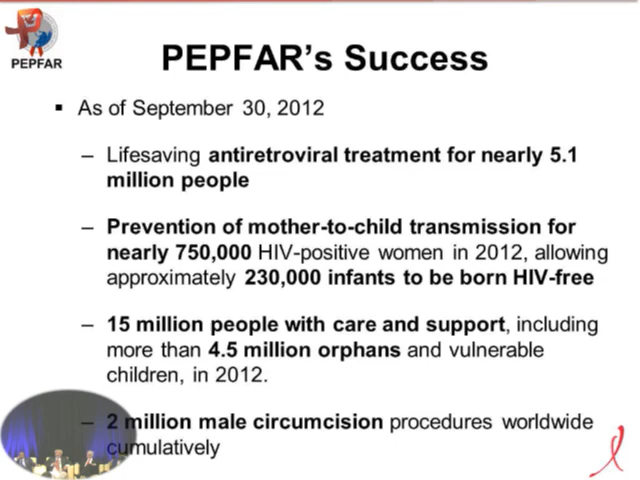 PEPFAR
PEPFAR's Success
▪ As of September 30, 2012
– Lifesaving antiretroviral treatment for nearly 5.1
million people
– Prevention of mother-to-child transmission for
nearly 750,000 HIV-positive women in 2012, allowing
approximately 230,000 infants to be born HIV-free
– 15 million people with care and support, including
more than 4.5 million orphans and vulnerable
children, in 2012.
– 2 million male circumcision procedures worldwide
cumulatively